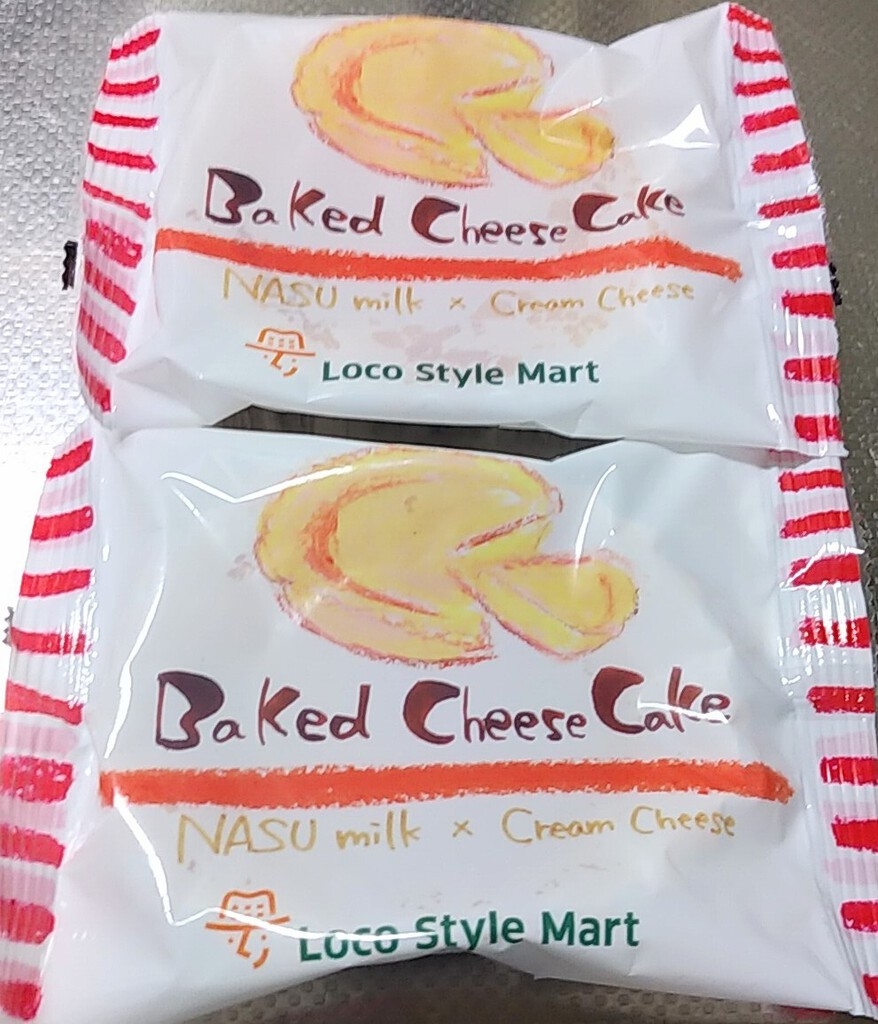 Baked Cheese Cake
NASU milk × Cream Cheese
Loco Style Mart
Baked Cheese Cake
NASU milk × Cream Cheese
Loco Style Mart